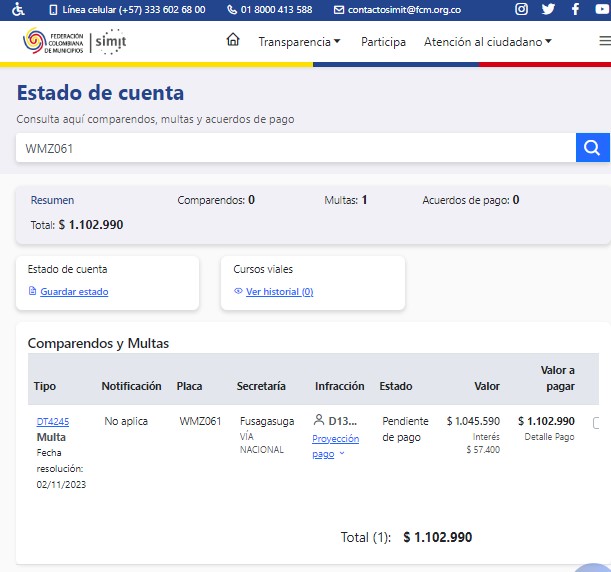 Línea celular (+57) 333 602 68 00 01 8000 413 588 contactosimit@fcm.org.co
FEDERACIÓN
COLOMBIANA
DE MUNICIPIOS
simit
Transparencia Participa Atención al ciudadano
Estado de cuenta
Consulta aquí comparendos, multas y acuerdos de pago
WMZ061
Resumen Comparendos: 0 Multas: 1 Acuerdos de pago: 0
Total: $ 1.102.990
Estado de cuenta
Guardar estado
Cursos viales
Ver historial (0)
Comparendos y Multas
Tipo Notificación Placa Secretaría Infracción Estado Valor Valor a pagar
DT4245 No aplica WMZ061 Fusagasuga D13... Pendiente $ 1.045.590 $ 1.102.990
Multa VÍA Proyección de pago Interés Detalle Pago
Fecha NACIONAL pago $ 57.400
resolución:
02/11/2023
Total (1): $ 1.102.990